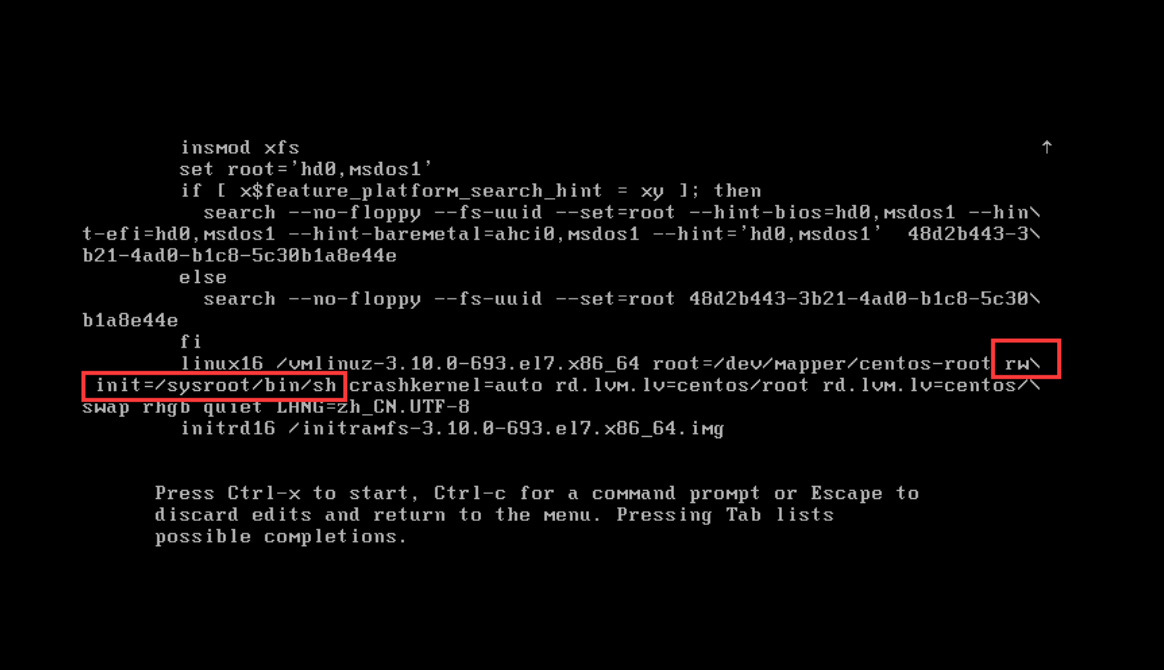 insmod xfs
set root='hd0,msdos1'
if [ x$feature_platform_search_hint = xy ]; then
search --no-floppy --fs-uuid --set=root --hint-bios=hd0,msdos1 --hin\
t-efi=hd0,msdos1 --hint-baremetal=ahci0,msdos1 --hint='hd0,msdos1'  48d2b443-3\
b21-4ad0-b1c8-5c30b1a8e44e
else
search --no-floppy --fs-uuid --set=root 48d2b443-3b21-4ad0-b1c8-5c30\
b1a8e44e
fi
linux16 /vmlinuz-3.10.0-693.el7.x86_64 root=/dev/mapper/centos-root rw\
init=/sysroot/bin/sh crashkernel=auto rd.lvm.lv=centos/root rd.lvm.lv=centos/\
swap rhgb quiet LANG=zh_CN.UTF-8
initrd16 /initramfs-3.10.0-693.el7.x86_64.img
Press Ctrl-x to start, Ctrl-c for a command prompt or Escape to
discard edits and return to the menu. Pressing Tab lists
possible completions.